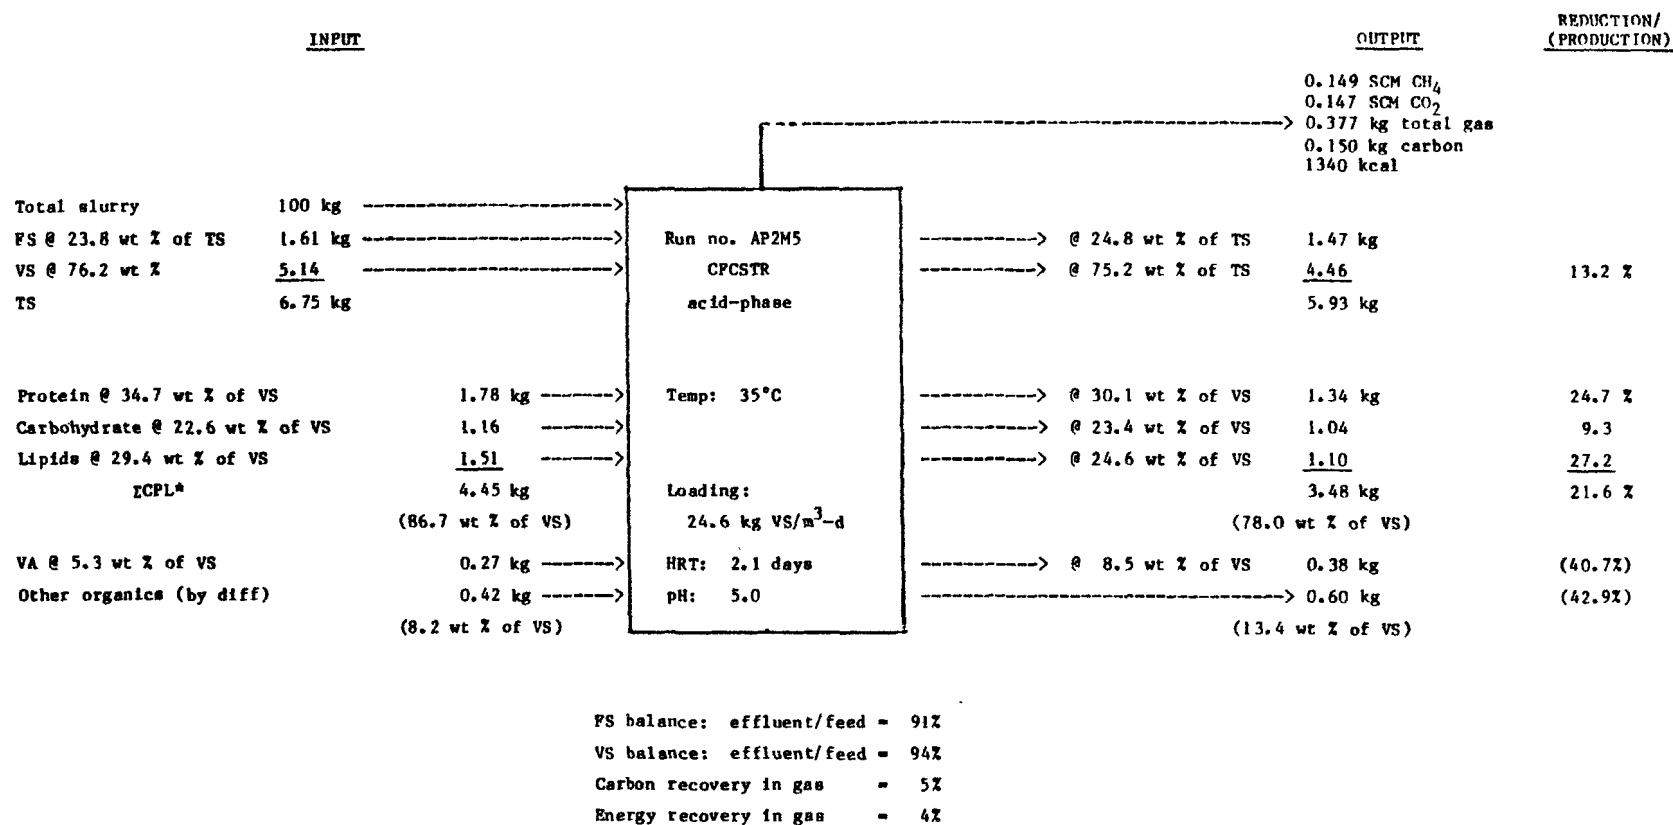 INPUT OUTPUT REDUCTION/
(PRODUCTION)
0.149 SCM CH4
0.147 SCM CO2
0.377 kg total gas
0.150 kg carbon
1340 kcal
Total slurry 100 kg
FS @ 23.8 wt % of TS 1.61 kg Run no. AP2M5 @ 24.8 wt % of TS 1.47 kg
VS @ 76.2 wt % 5.14 CFCSTR @ 75.2 wt % of TS 4.46 13.2 %
TS 6.75 kg acid-phase 5.93 kg
Protein @ 34.7 wt % of VS 1.78 kg Temp: 35°C @ 30.1 wt % of VS 1.34 kg 24.7 %
Carbohydrate @ 22.6 wt % of VS 1.16 @ 23.4 wt % of VS 1.04 9.3
Lipids @ 29.4 wt % of VS 1.51 @ 24.6 wt % of VS 1.10 27.2
ΣCPL* 4.45 kg Loading: 3.48 kg 21.6 %
(86.7 wt % of VS) 24.6 kg VS/m³-d (78.0 wt % of VS)
VA @ 5.3 wt % of VS 0.27 kg HRT: 2.1 days @ 8.5 wt % of VS 0.38 kg (40.7%)
Other organics (by diff) 0.42 kg pH: 5.0 0.60 kg (42.9%)
(8.2 wt % of VS) (13.4 wt % of VS)
FS balance: effluent/feed = 91%
VS balance: effluent/feed = 94%
Carbon recovery in gas = 5%
Energy recovery in gas = 4%